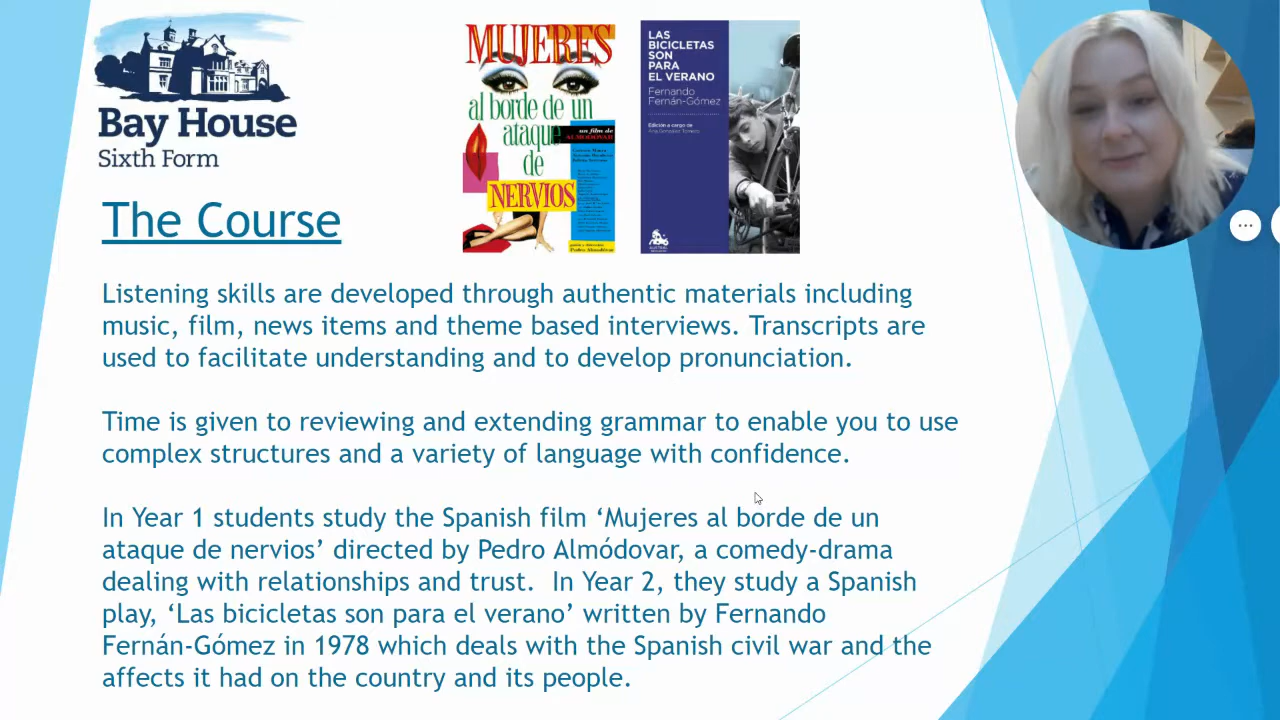 Bay House
Sixth Form
MUJERES
al borde de un
ataque
de
NERVIOS
un film de
ALMODOVAR
LAS
BICICLETAS
SON
PARA
EL VERANO
Fernando
Fernán-Gómez
The Course
Listening skills are developed through authentic materials including
music, film, news items and theme based interviews. Transcripts are
used to facilitate understanding and to develop pronunciation.
Time is given to reviewing and extending grammar to enable you to use
complex structures and a variety of language with confidence.
In Year 1 students study the Spanish film ‘Mujeres al borde de un
ataque de nervios’ directed by Pedro Almódovar, a comedy-drama
dealing with relationships and trust. In Year 2, they study a Spanish
play, ‘Las bicicletas son para el verano’ written by Fernando
Fernán-Gómez in 1978 which deals with the Spanish civil war and the
affects it had on the country and its people.